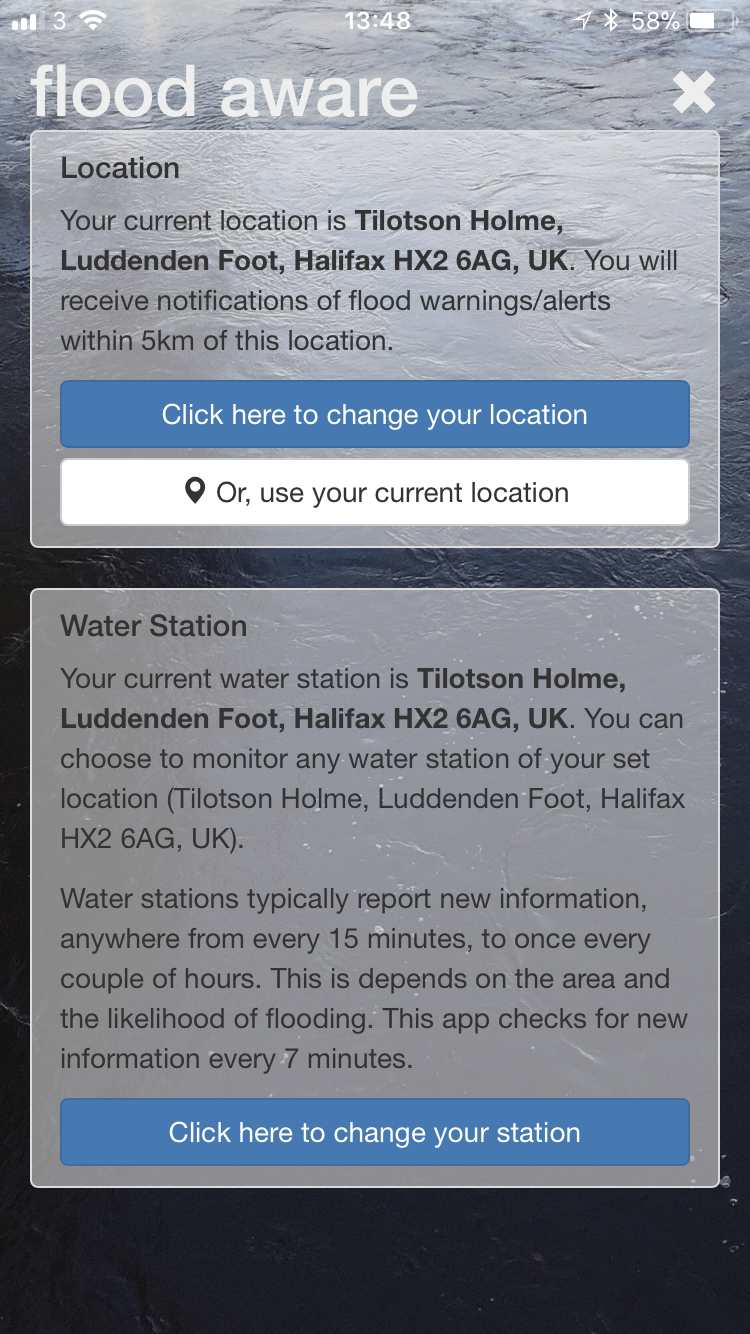 3 13:48 58%
flood aware
Location
Your current location is Tilotson Holme,
Luddenden Foot, Halifax HX2 6AG, UK. You will
receive notifications of flood warnings/alerts
within 5km of this location.
Click here to change your location
Or, use your current location
Water Station
Your current water station is Tilotson Holme,
Luddenden Foot, Halifax HX2 6AG, UK. You can
choose to monitor any water station of your set
location (Tilotson Holme, Luddenden Foot, Halifax
HX2 6AG, UK).
Water stations typically report new information,
anywhere from every 15 minutes, to once every
couple of hours. This is depends on the area and
the likelihood of flooding. This app checks for new
information every 7 minutes.
Click here to change your station